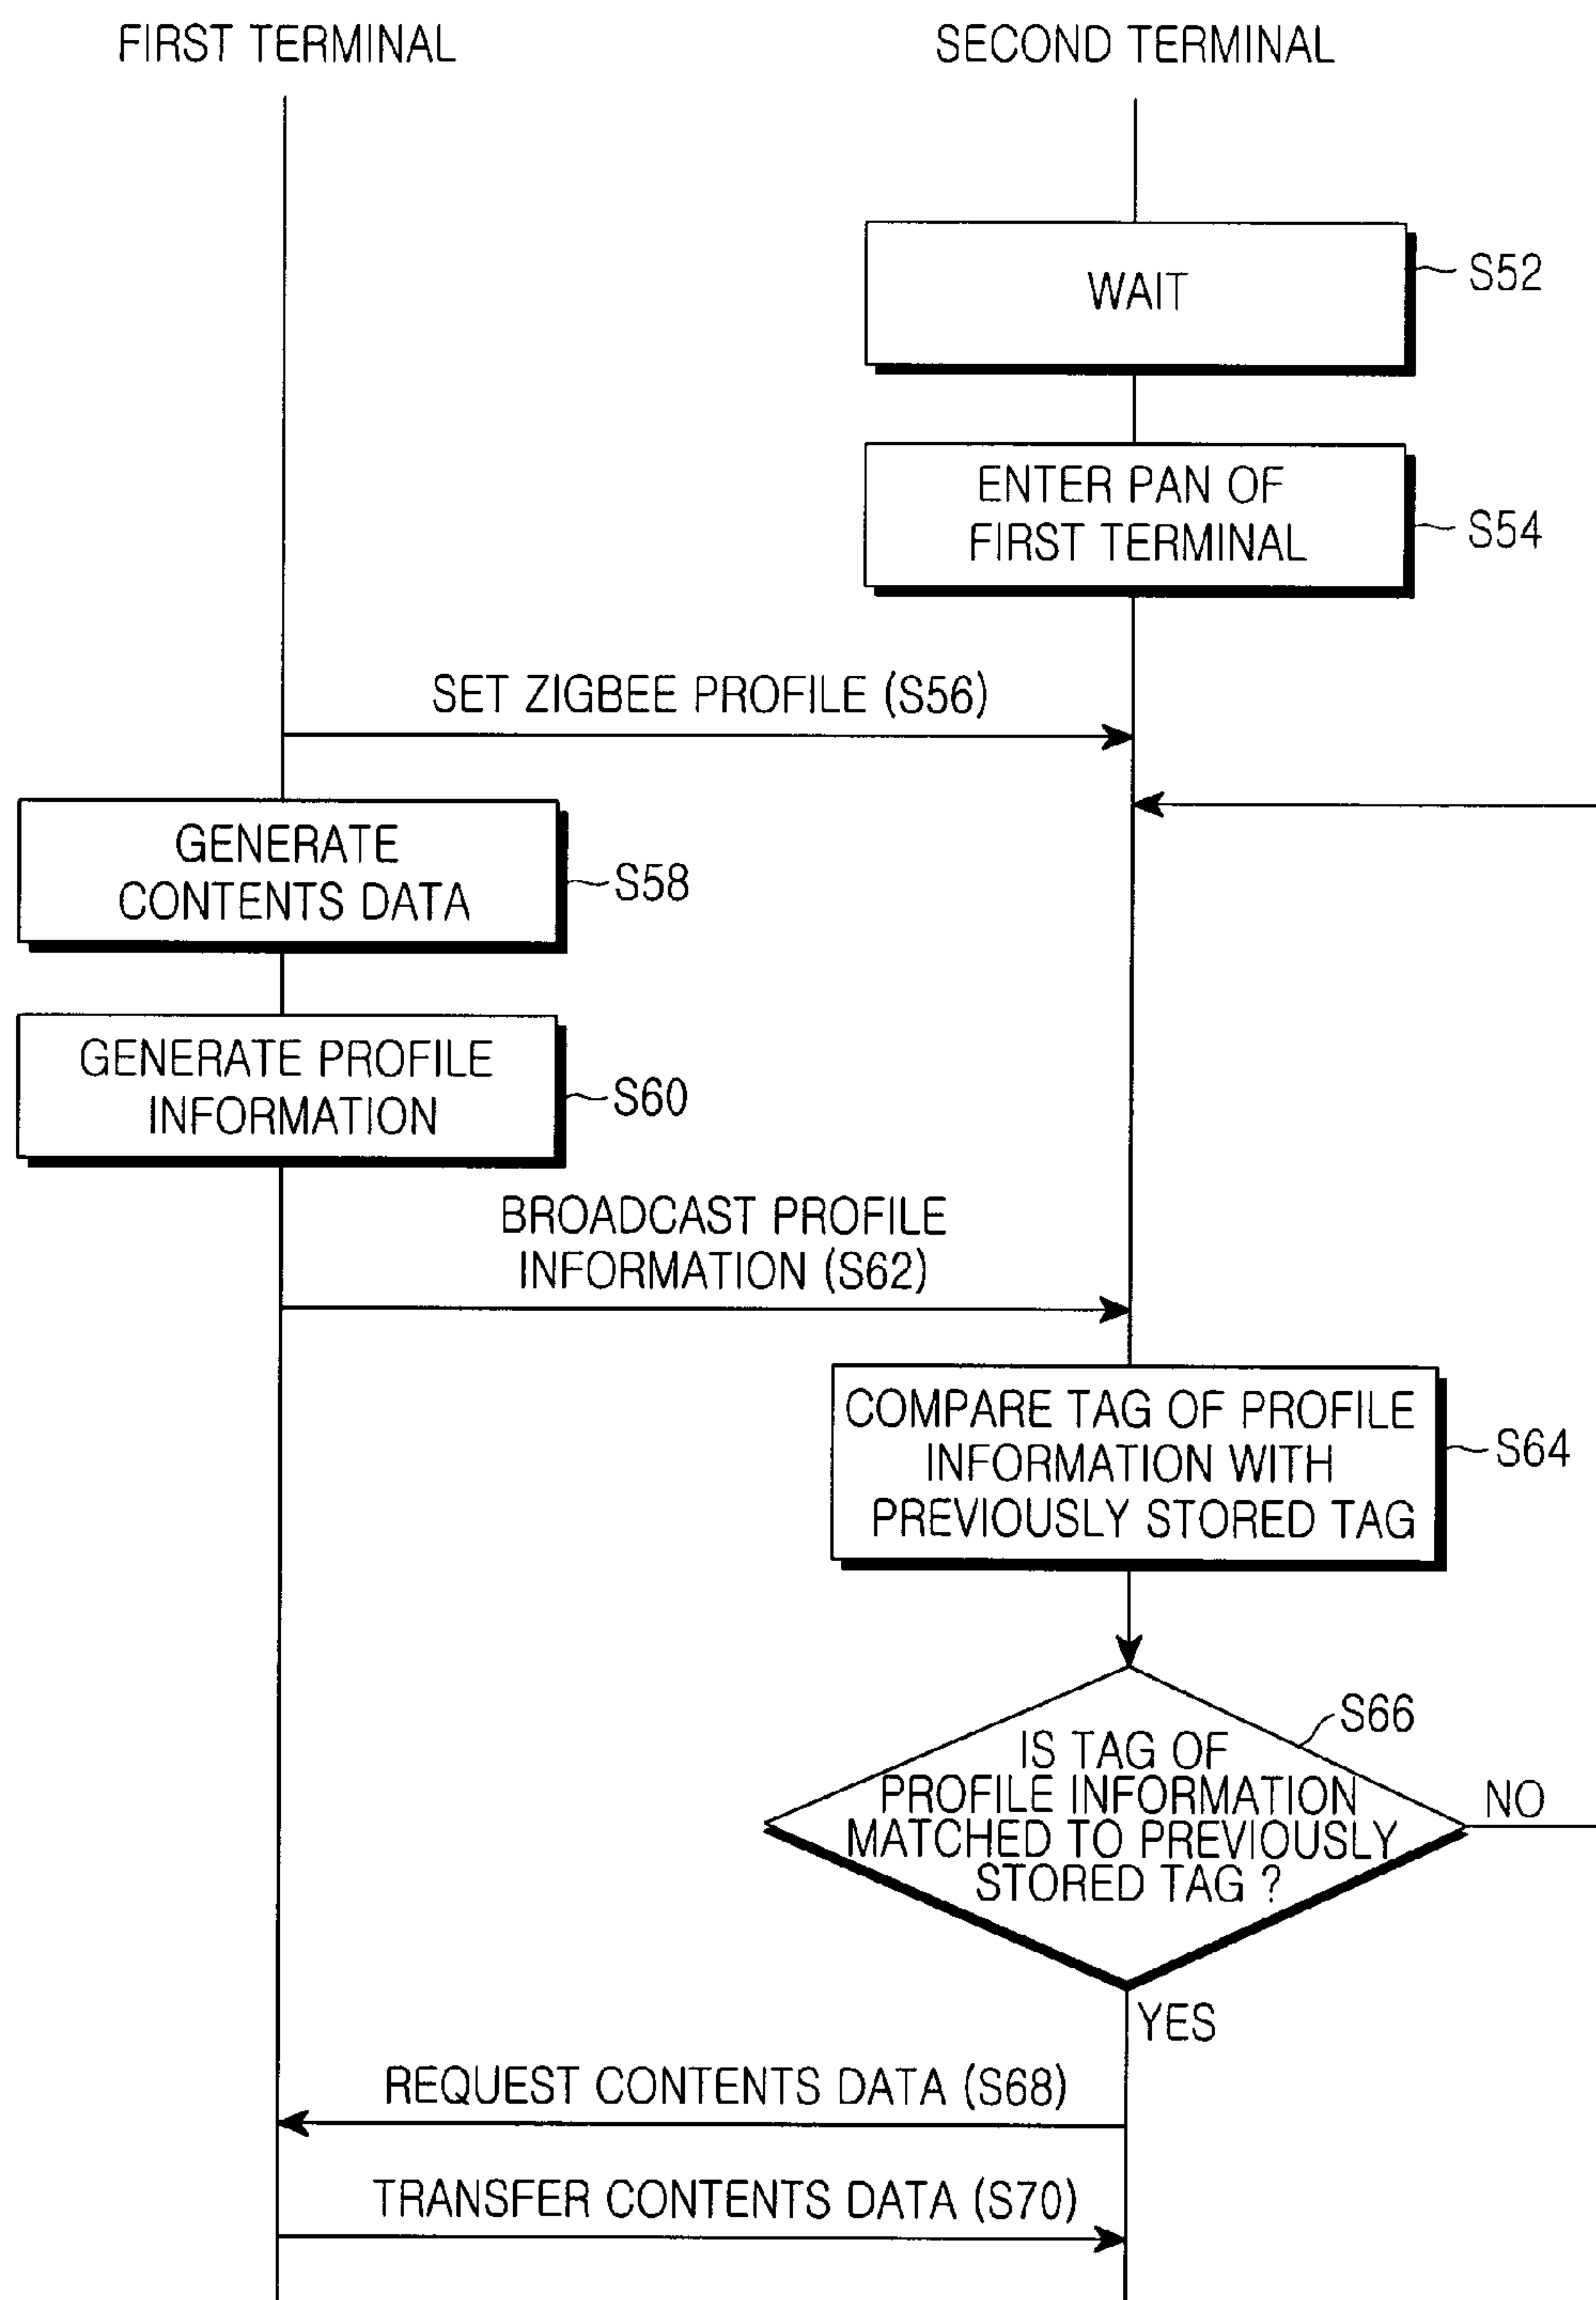 FIRST TERMINAL
SECOND TERMINAL
WAIT
S52
ENTER PAN OF
FIRST TERMINAL
S54
SET ZIGBEE PROFILE (S56)
GENERATE
CONTENTS DATA
S58
GENERATE PROFILE
INFORMATION
S60
BROADCAST PROFILE
INFORMATION (S62)
COMPARE TAG OF PROFILE
INFORMATION WITH
PREVIOUSLY STORED TAG
S64
S66
IS TAG OF
PROFILE INFORMATION
MATCHED TO PREVIOUSLY
STORED TAG ?
NO
YES
REQUEST CONTENTS DATA (S68)
TRANSFER CONTENTS DATA (S70)